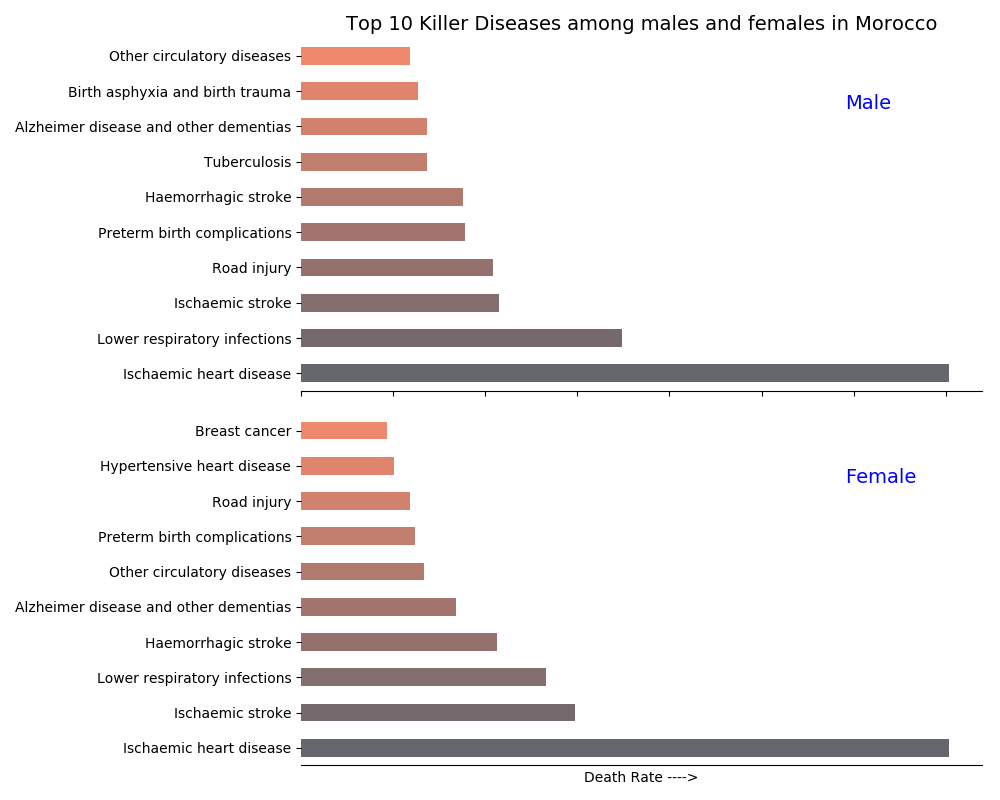 Top 10 Killer Diseases among males and females in Morocco
Other circulatory diseases
Birth asphyxia and birth trauma
Male
Alzheimer disease and other dementias
Tuberculosis
Haemorrhagic stroke
Preterm birth complications
Road injury
Ischaemic stroke
Lower respiratory infections
Ischaemic heart disease
Breast cancer
Hypertensive heart disease
Female
Road injury
Preterm birth complications
Other circulatory diseases
Alzheimer disease and other dementias
Haemorrhagic stroke
Lower respiratory infections
Ischaemic stroke
Ischaemic heart disease
Death Rate ---->